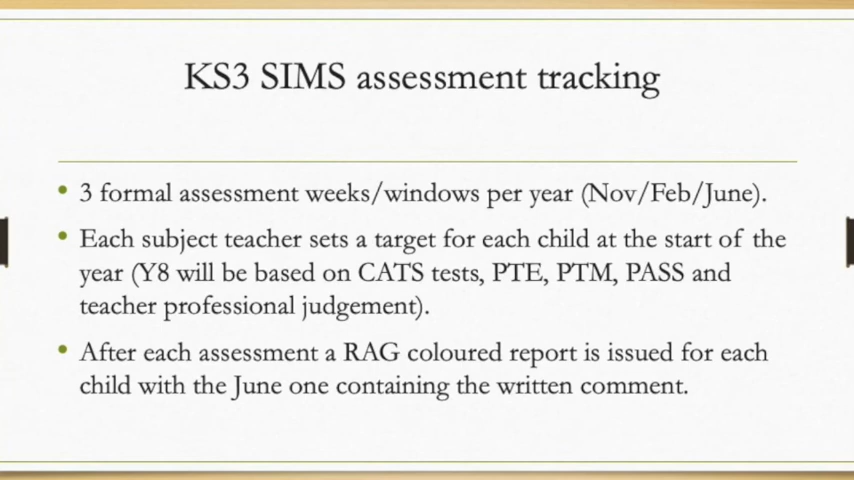 KS3 SIMS assessment tracking
• 3 formal assessment weeks/windows per year (Nov/Feb/June).
• Each subject teacher sets a target for each child at the start of the
year (Y8 will be based on CATS tests, PTE, PTM, PASS and
teacher professional judgement).
• After each assessment a RAG coloured report is issued for each
child with the June one containing the written comment.